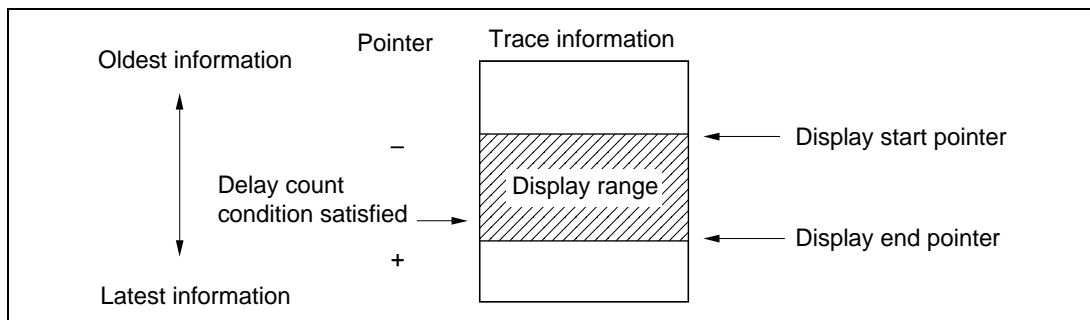 Pointer
Trace information
Oldest information
Display start pointer
–
Delay count
condition satisfied
Display range
Display end pointer
+
Latest information